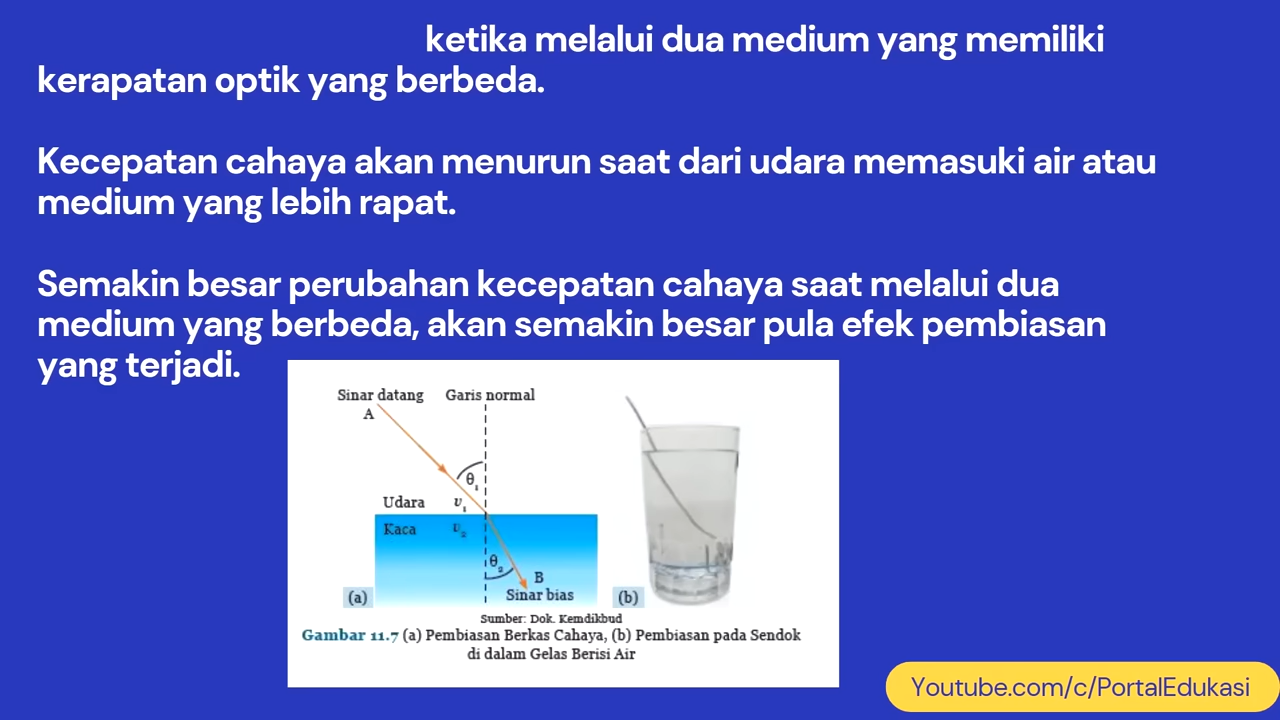 ketika melalui dua medium yang memiliki
kerapatan optik yang berbeda.
Kecepatan cahaya akan menurun saat dari udara memasuki air atau
medium yang lebih rapat.
Semakin besar perubahan kecepatan cahaya saat melalui dua
medium yang berbeda, akan semakin besar pula efek pembiasan
yang terjadi.
Sinar datang
Garis normal
A
θ₁
Udara
v₁
Kaca
v₂
θ₂
B
Sinar bias
(a)
(b)
Sumber: Dok. Kemdikbud
Gambar 11.7 (a) Pembiasan Berkas Cahaya, (b) Pembiasan pada Sendok
di dalam Gelas Berisi Air
Youtube.com/c/PortalEdukasi